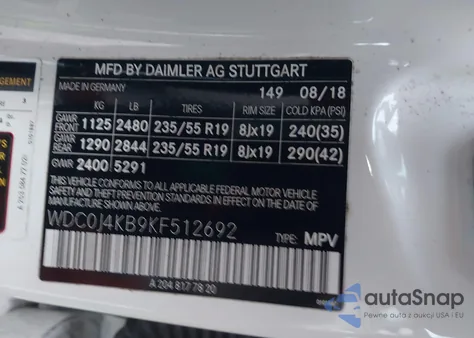 MFD BY DAIMLER AG STUTTGART
MADE IN GERMANY 149 08/18
KG LB TIRES RIM SIZE COLD KPA (PSI)
GAWR FRONT 1125 2480 235/55 R19 8Jx19 240(35)
GAWR REAR 1290 2844 235/55 R19 8Jx19 290(42)
GVWR 2400 5291
THIS VEHICLE CONFORMS TO ALL APPLICABLE FEDERAL MOTOR VEHICLE
SAFETY AND THEFT PREVENTION STANDARDS IN EFFECT ON THE DATE OF
MANUFACTURE SHOWN ABOVE.
WDC0J4KB9KF512692
TYPE: MPV
A 204 817 78 20
autaSnap
Pewne auta z aukcji USA i EU